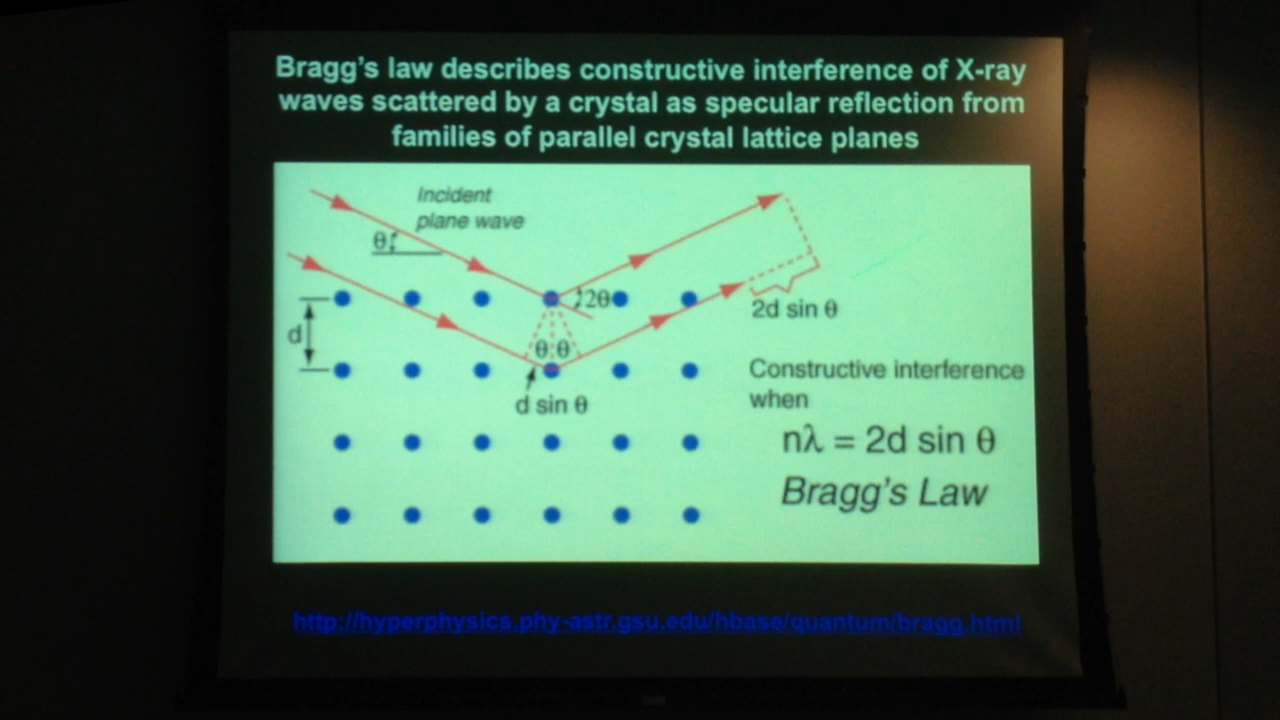 Bragg's law describes constructive interference of X-ray
waves scattered by a crystal as specular reflection from
families of parallel crystal lattice planes
Incident
plane wave
θ
2θ
d
θ θ
d sin θ
2d sin θ
Constructive interference
when
nλ = 2d sin θ
Bragg's Law
http://hyperphysics.phy-astr.gsu.edu/hbase/quantum/bragg.html